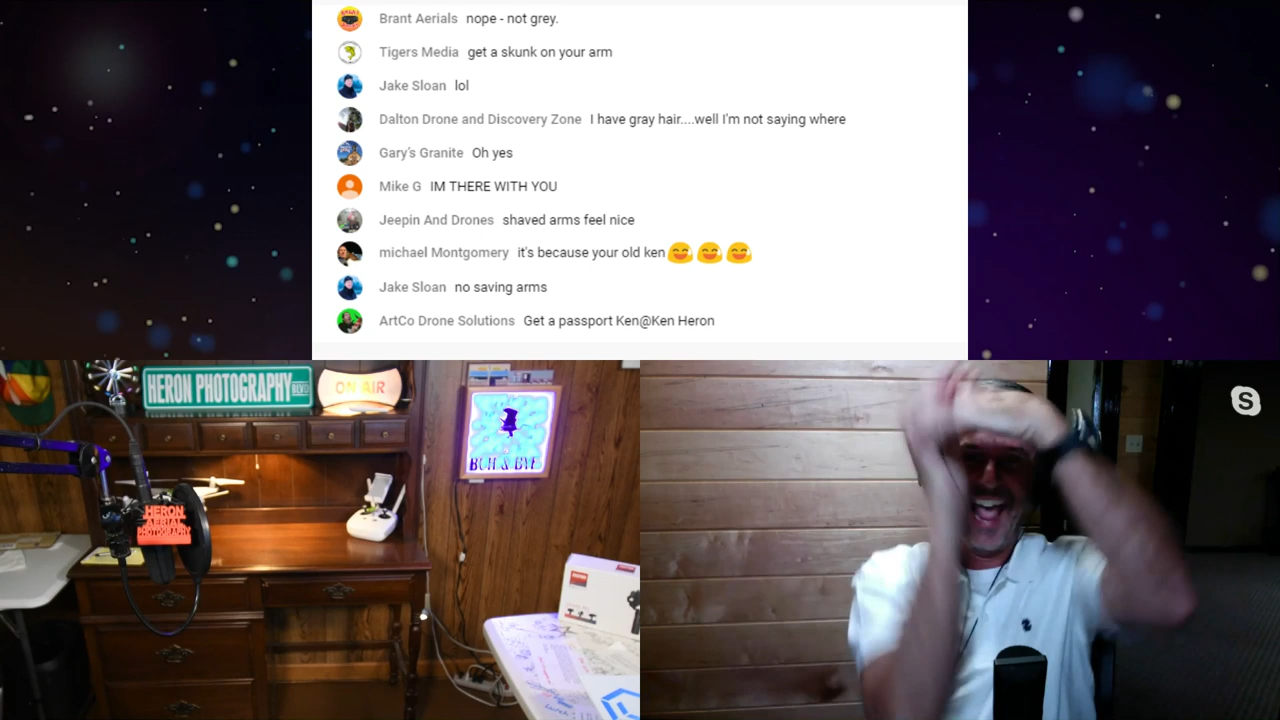 Brant Aerials nope - not grey.
Tigers Media get a skunk on your arm
Jake Sloan lol
Dalton Drone and Discovery Zone I have gray hair....well I'm not saying where
Gary's Granite Oh yes
Mike G IM THERE WITH YOU
Jeepin And Drones shaved arms feel nice
michael Montgomery it's because your old ken 😅😅😅
Jake Sloan no saving arms
ArtCo Drone Solutions Get a passport Ken@Ken Heron
HERON PHOTOGRAPHY BLVD
ON AIR
HERON
AERIAL
PHOTOGRAPHY
S